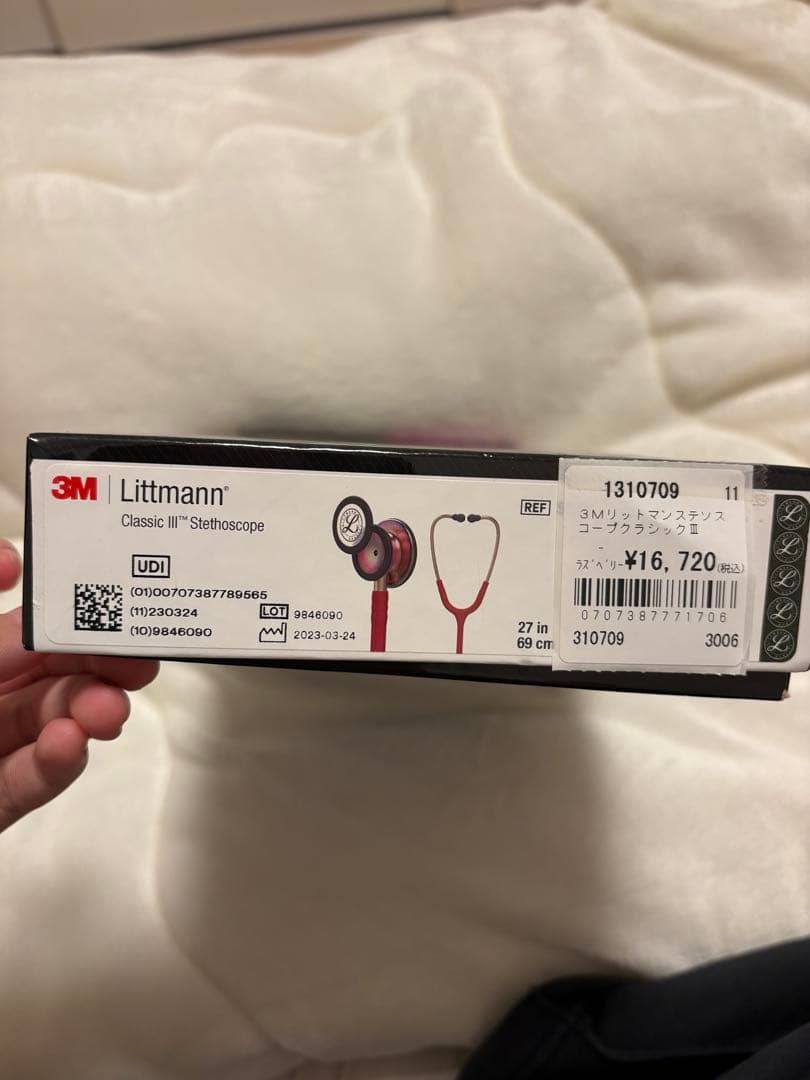 3M Littmann®
Classic III™ Stethoscope
UDI
(01)00707387789565
(11)230324
(10)9846090
LOT 9846090
2023-03-24
REF
27 in
69 cm
1310709 11
3Mリットマンステソス
コープクラシックⅢ
-
ﾗｽﾞﾍﾞﾘｰ ¥16,720(税込)
0707387771706
310709 3006
L
L
L
L
L